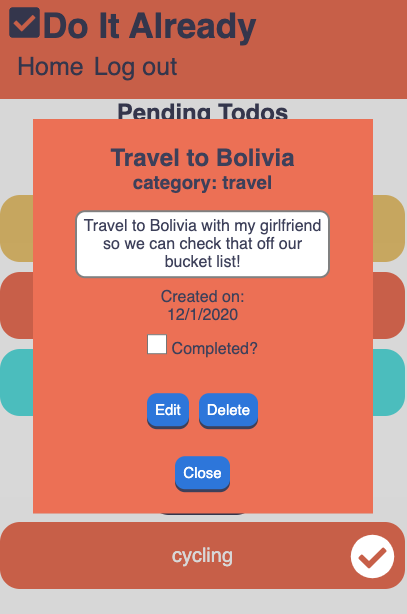 Do It Already
Home Log out
Pending Todos
Travel to Bolivia
category: travel
Travel to Bolivia with my girlfriend
so we can check that off our
bucket list!
Created on:
12/1/2020
Completed?
Edit Delete
Close
cycling